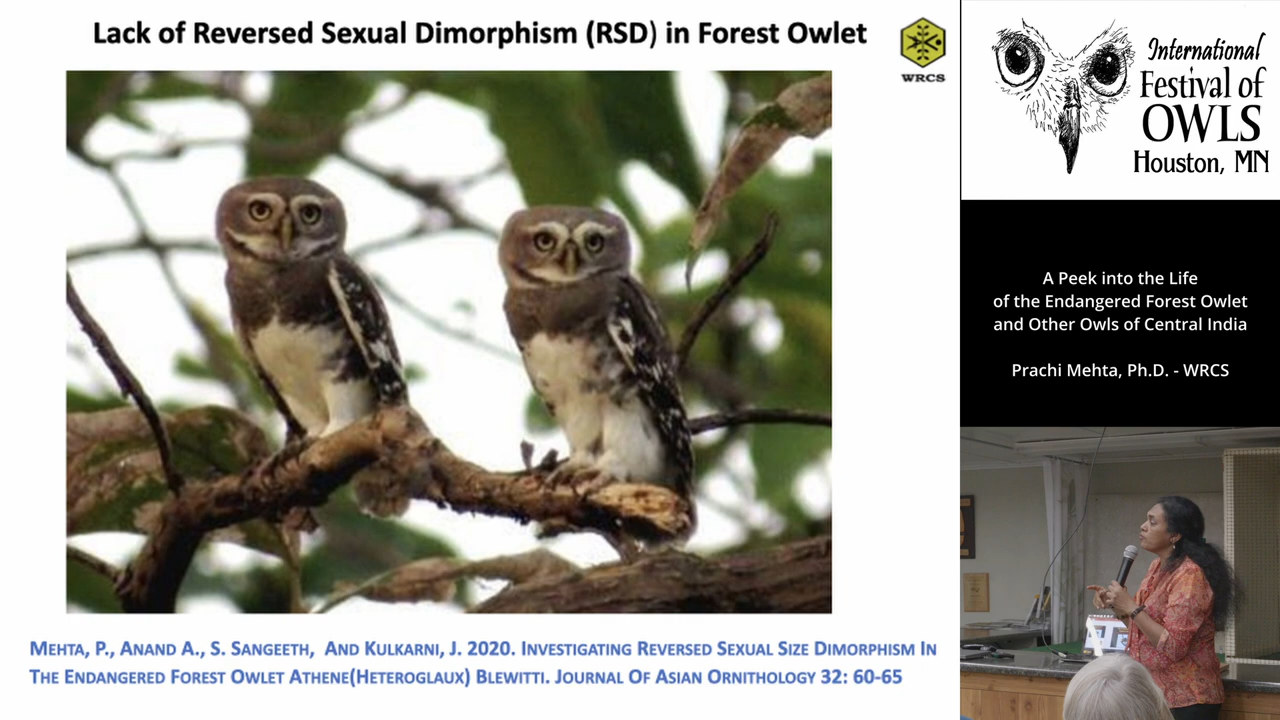 Lack of Reversed Sexual Dimorphism (RSD) in Forest Owlet
WRCS
MEHTA, P., ANAND A., S. SANGEETH, AND KULKARNI, J. 2020. INVESTIGATING REVERSED SEXUAL SIZE DIMORPHISM IN
THE ENDANGERED FOREST OWLET ATHENE(HETEROGLAUX) BLEWITTI. JOURNAL OF ASIAN ORNITHOLOGY 32: 60-65
International
Festival of
OWLS
Houston, MN
A Peek into the Life
of the Endangered Forest Owlet
and Other Owls of Central India
Prachi Mehta, Ph.D. - WRCS